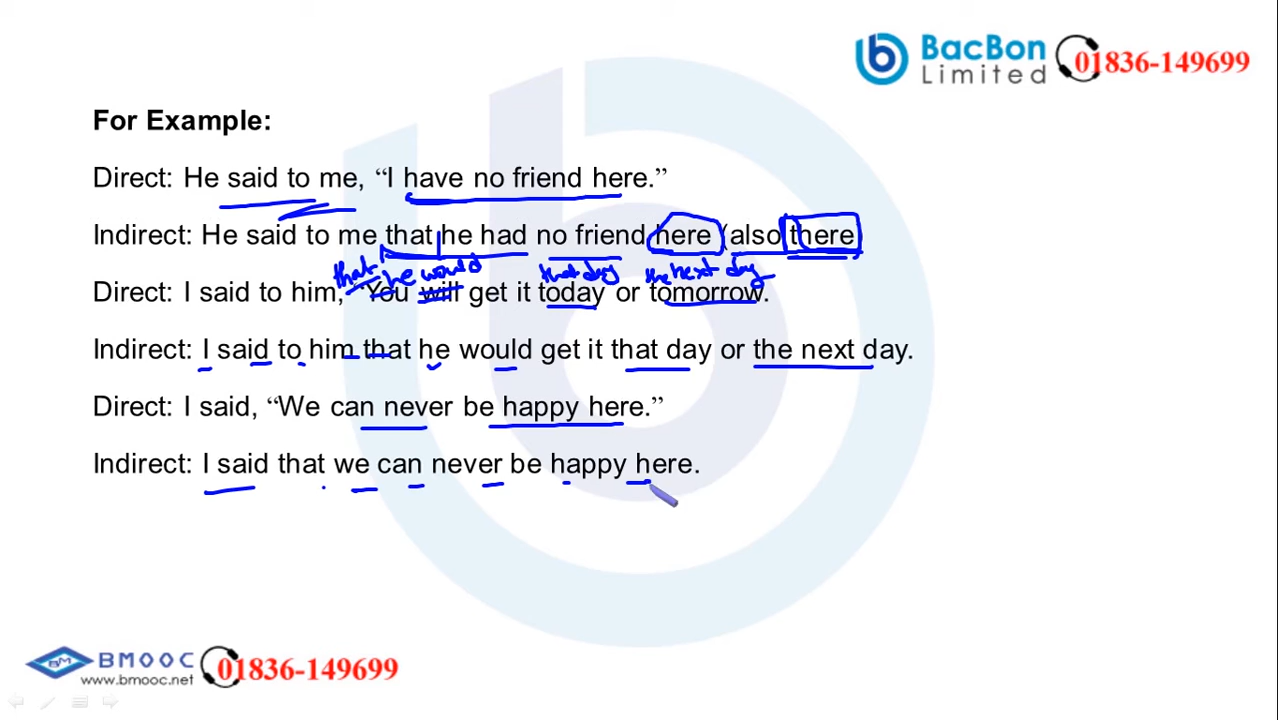 BacBon
Limited
01836-149699
For Example:
Direct: He said to me, “I have no friend here.”
Indirect: He said to me that he had no friend here (also there
that he would that day the next day
Direct: I said to him, “You will get it today or tomorrow.
Indirect: I said to him that he would get it that day or the next day.
Direct: I said, “We can never be happy here.”
Indirect: I said that we can never be happy here.
BM BMOOC
www.bmooc.net
01836-149699